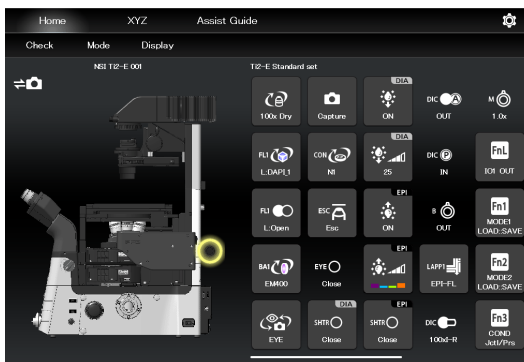 Home XYZ Assist Guide
Check Mode Display
NSI Ti2-E 001
Ti2-E Standard set
DIA
DIC
M
100x Dry Capture ON OUT 1.0x
DIA
FL1 CON DIC P FnL
L:DAPI_1 N1 25 IN IO1 OUT
EPI
FL1 ESC B Fn1
L:Open Esc ON OUT MODE1
LOAD::SAVE
EPI
BA1 EYE LAPP1 Fn2
EM400 Close EPI-FL MODE2
LOAD::SAVE
DIA EPI
SHTR SHTR DIC Fn3
EYE Close Close 100xI-R COND
Jctl/Prs